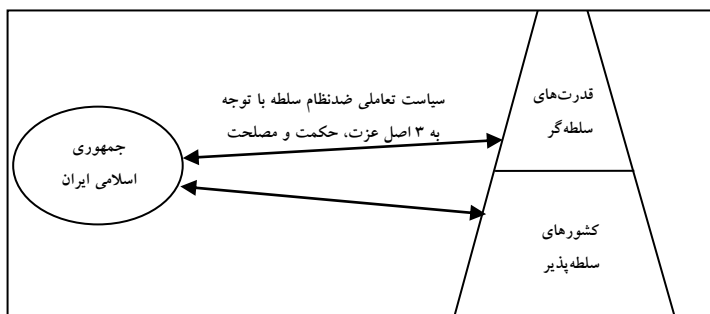 قدرت‌های
سلطه‌گر
سیاست تعاملی ضدنظام سلطه با توجه
به ۳ اصل عزت، حکمت و مصلحت
جمهوری
اسلامی ایران
کشورهای
سلطه‌پذیر